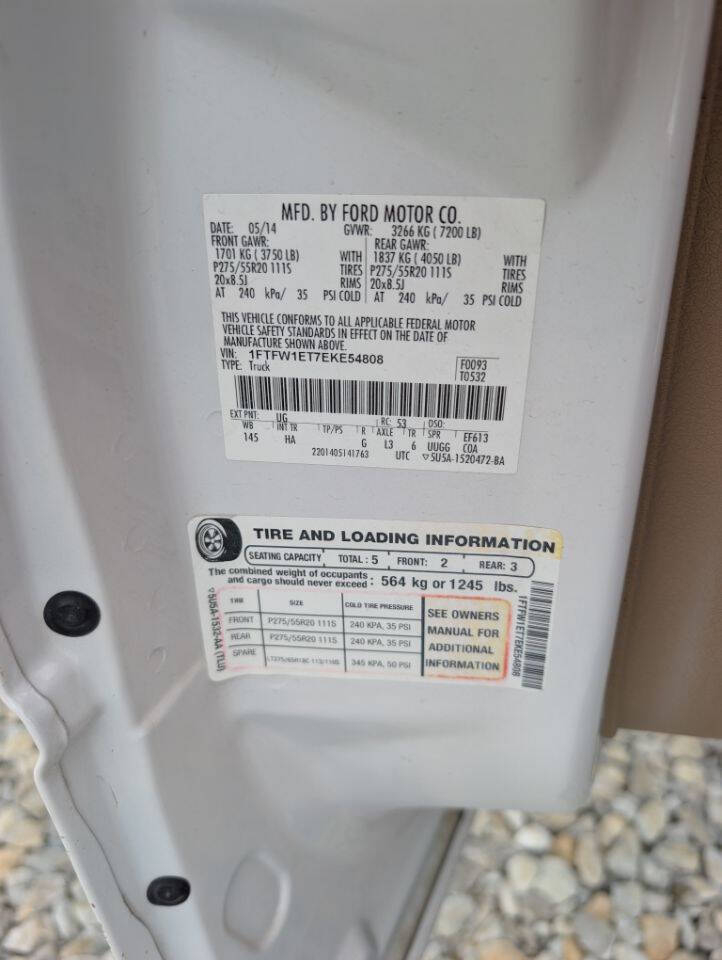 MFD. BY FORD MOTOR CO.
DATE: 05/14 GVWR: 3266 KG ( 7200 LB)
FRONT GAWR: REAR GAWR:
1701 KG ( 3750 LB) WITH 1837 KG ( 4050 LB) WITH
P275/55R20 111S TIRES P275/55R20 111S TIRES
20x8.5J RIMS 20x8.5J RIMS
AT 240 kPa/ 35 PSI COLD AT 240 kPa/ 35 PSI COLD
THIS VEHICLE CONFORMS TO ALL APPLICABLE FEDERAL MOTOR
VEHICLE SAFETY STANDARDS IN EFFECT ON THE DATE OF
MANUFACTURE SHOWN ABOVE.
VIN: 1FTFW1ET7EKE54808 F0093
TYPE: Truck T0532
EXT PNT: UG RC: 53 DSO:
WB INT TR TP/PS R AXLE TR SPR EF613
145 HA G L3 6 UUGG COA
2201405141763 UTC ▽5U5A-1520472-BA
TIRE AND LOADING INFORMATION
SEATING CAPACITY TOTAL : 5 FRONT: 2 REAR: 3
The combined weight of occupants
and cargo should never exceed : 564 kg or 1245 lbs.
SIZE COLD TIRE PRESSURE
FRONT P275/55R20 111S 240 KPA, 35 PSI
REAR P275/55R20 111S 240 KPA, 35 PSI
SPARE 345 KPA, 50 PSI
SEE OWNERS
MANUAL FOR
ADDITIONAL
INFORMATION
1FTFW1ET7EKE54808